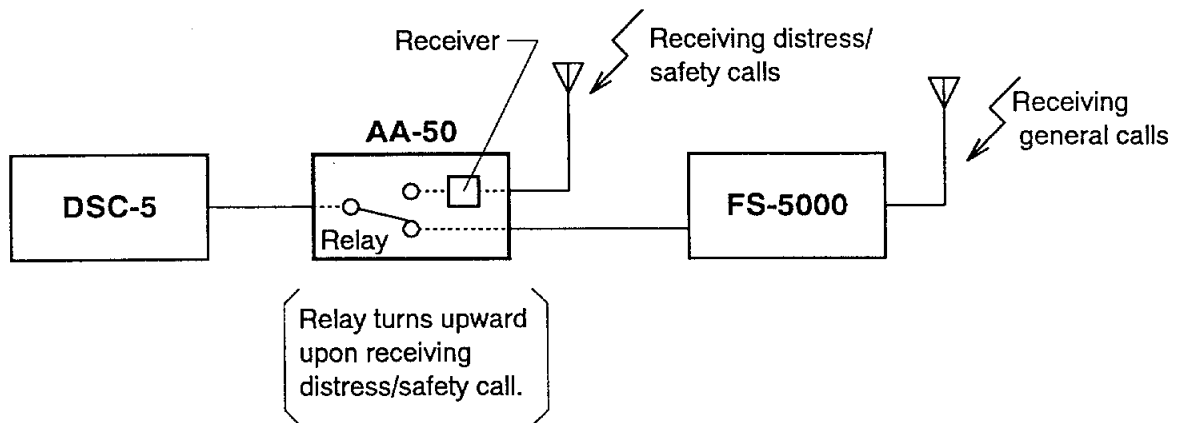 Receiver
Receiving distress/
safety calls
Receiving
general calls
AA-50
DSC-5
Relay
FS-5000
Relay turns upward
upon receiving
distress/safety call.